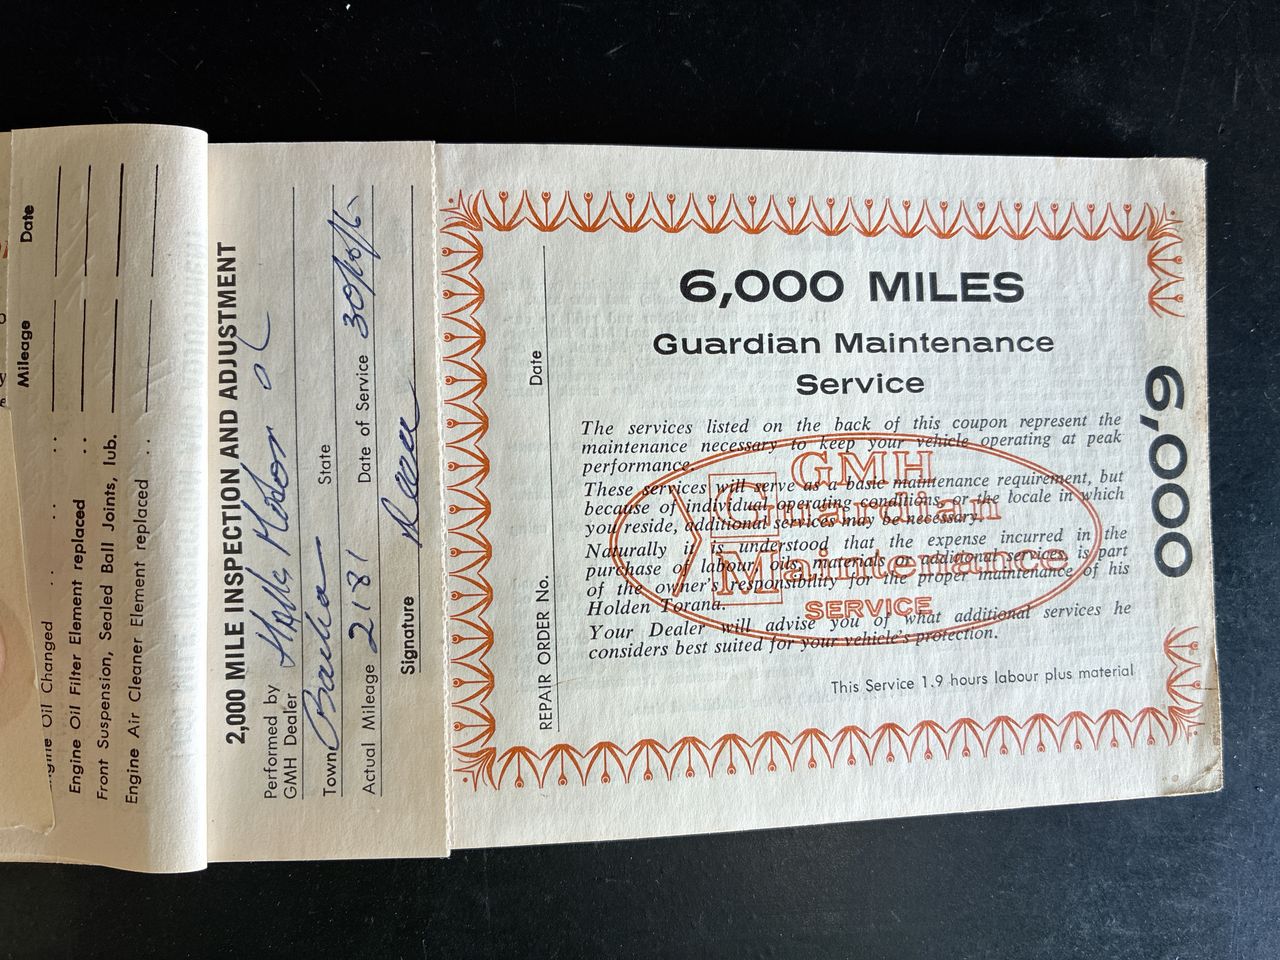 Mileage Date
Engine Oil Changed . . . .
Engine Oil Filter Element replaced .
Front Suspension, Sealed Ball Joints, lub.
Engine Air Cleaner Element replaced . .
2,000 MILE INSPECTION AND ADJUSTMENT
Performed by
GMH Dealer Motor
Town State
Actual Mileage 2181 Date of Service
Signature
REPAIR ORDER No. Date
6,000 MILES
Guardian Maintenance
Service
The services listed on the back of this coupon represent the
maintenance necessary to keep your vehicle operating at peak
performance.
These services will serve as a basic maintenance requirement, but
because of individual operating conditions, or the locale in which
you reside, additional services may be necessary.
Naturally it is understood that the expense incurred in the
purchase of labour, oils, materials or additional services, is part
of the owner's responsibility for the proper maintenance of his
Holden Torana.
Your Dealer will advise you of what additional services he
considers best suited for your vehicle's protection.
GMH
Guardian
Maintenance
SERVICE
This Service 1.9 hours labour plus material
6,000